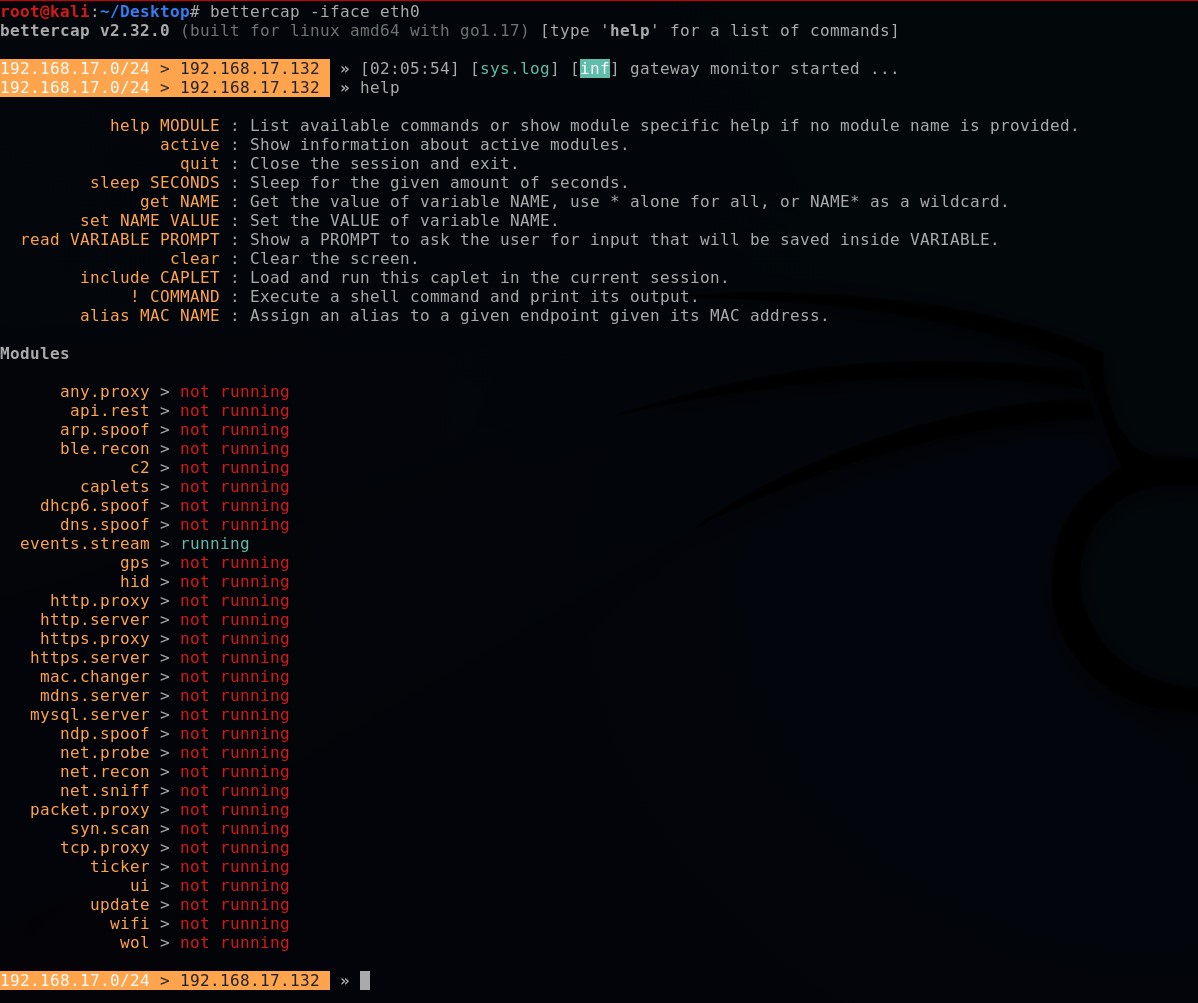 root@kali:~/Desktop# bettercap -iface eth0
bettercap v2.32.0 (built for linux amd64 with go1.17) [type 'help' for a list of commands]
192.168.17.0/24 > 192.168.17.132 » [02:05:54] [sys.log] [inf] gateway monitor started ...
192.168.17.0/24 > 192.168.17.132 » help
help MODULE : List available commands or show module specific help if no module name is provided.
active : Show information about active modules.
quit : Close the session and exit.
sleep SECONDS : Sleep for the given amount of seconds.
get NAME : Get the value of variable NAME, use * alone for all, or NAME* as a wildcard.
set NAME VALUE : Set the VALUE of variable NAME.
read VARIABLE PROMPT : Show a PROMPT to ask the user for input that will be saved inside VARIABLE.
clear : Clear the screen.
include CAPLET : Load and run this caplet in the current session.
! COMMAND : Execute a shell command and print its output.
alias MAC NAME : Assign an alias to a given endpoint given its MAC address.
Modules
any.proxy > not running
api.rest > not running
arp.spoof > not running
ble.recon > not running
c2 > not running
caplets > not running
dhcp6.spoof > not running
dns.spoof > not running
events.stream > running
gps > not running
hid > not running
http.proxy > not running
http.server > not running
https.proxy > not running
https.server > not running
mac.changer > not running
mdns.server > not running
mysql.server > not running
ndp.spoof > not running
net.probe > not running
net.recon > not running
net.sniff > not running
packet.proxy > not running
syn.scan > not running
tcp.proxy > not running
ticker > not running
ui > not running
update > not running
wifi > not running
wol > not running
192.168.17.0/24 > 192.168.17.132 »